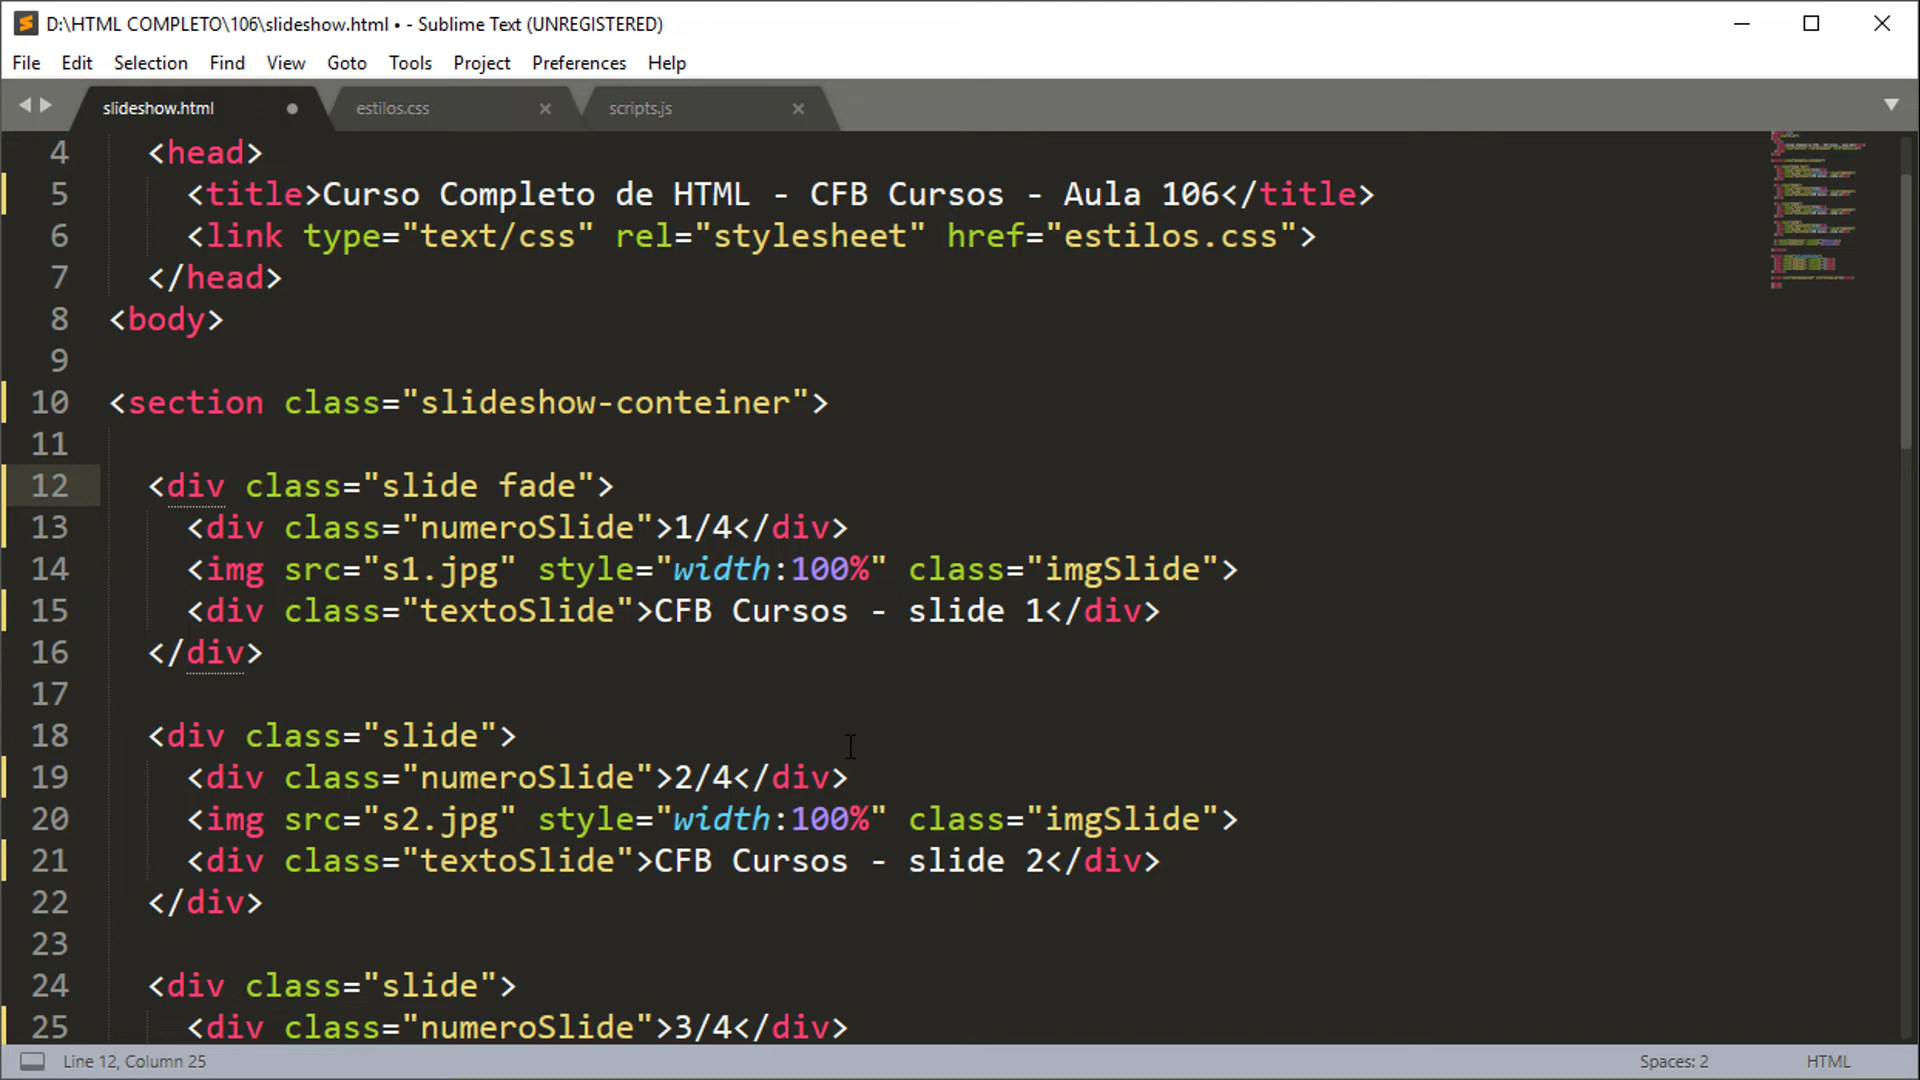 D:\HTML COMPLETO\106\slideshow.html • - Sublime Text (UNREGISTERED)
File Edit Selection Find View Goto Tools Project Preferences Help
slideshow.html estilos.css scripts.js
4 <head>
5 <title>Curso Completo de HTML - CFB Cursos - Aula 106</title>
6 <link type="text/css" rel="stylesheet" href="estilos.css">
7 </head>
8 <body>
9
10 <section class="slideshow-conteiner">
11
12 <div class="slide fade">
13 <div class="numeroSlide">1/4</div>
14 <img src="s1.jpg" style="width:100%" class="imgSlide">
15 <div class="textoSlide">CFB Cursos - slide 1</div>
16 </div>
17
18 <div class="slide">
19 <div class="numeroSlide">2/4</div>
20 <img src="s2.jpg" style="width:100%" class="imgSlide">
21 <div class="textoSlide">CFB Cursos - slide 2</div>
22 </div>
23
24 <div class="slide">
25 <div class="numeroSlide">3/4</div>
Line 12, Column 25 Spaces: 2 HTML